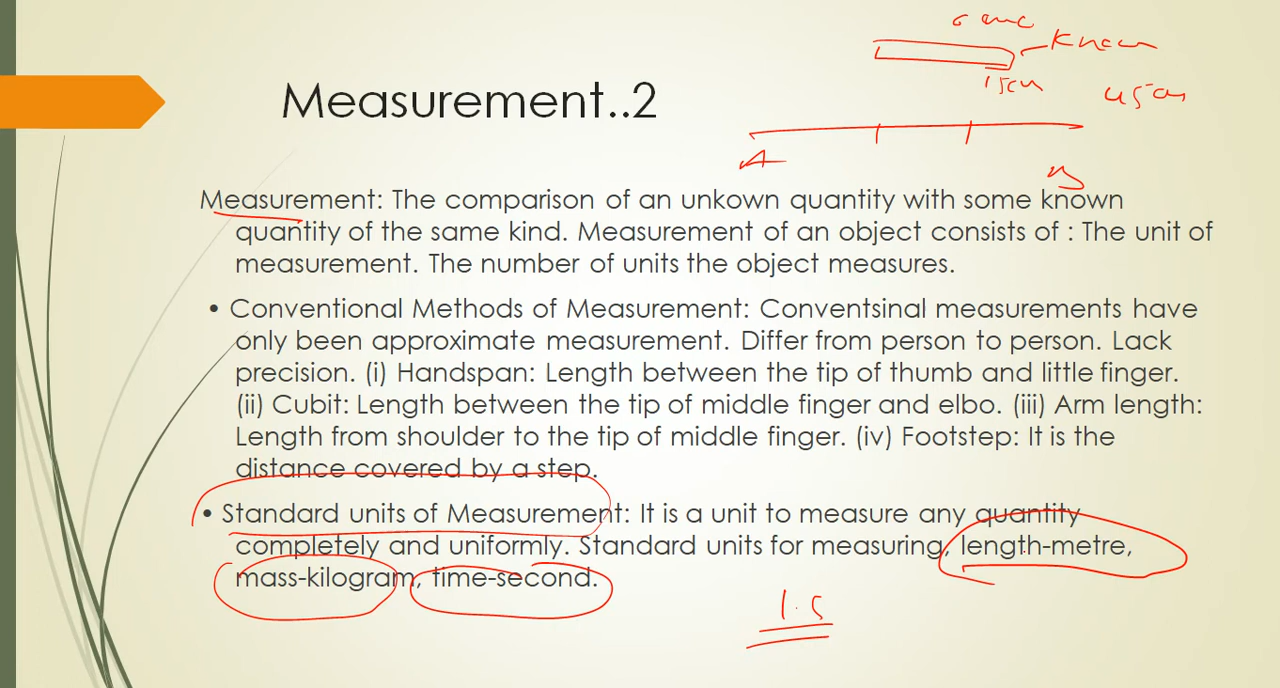 Known
15cm
45cm
Measurement..2
A
B
Measurement: The comparison of an unkown quantity with some known
quantity of the same kind. Measurement of an object consists of : The unit of
measurement. The number of units the object measures.
• Conventional Methods of Measurement: Conventsinal measurements have
only been approximate measurement. Differ from person to person. Lack
precision. (i) Handspan: Length between the tip of thumb and little finger.
(ii) Cubit: Length between the tip of middle finger and elbo. (iii) Arm length:
Length from shoulder to the tip of middle finger. (iv) Footstep: It is the
distance covered by a step.
• Standard units of Measurement: It is a unit to measure any quantity
completely and uniformly. Standard units for measuring, length-metre,
mass-kilogram, time-second.